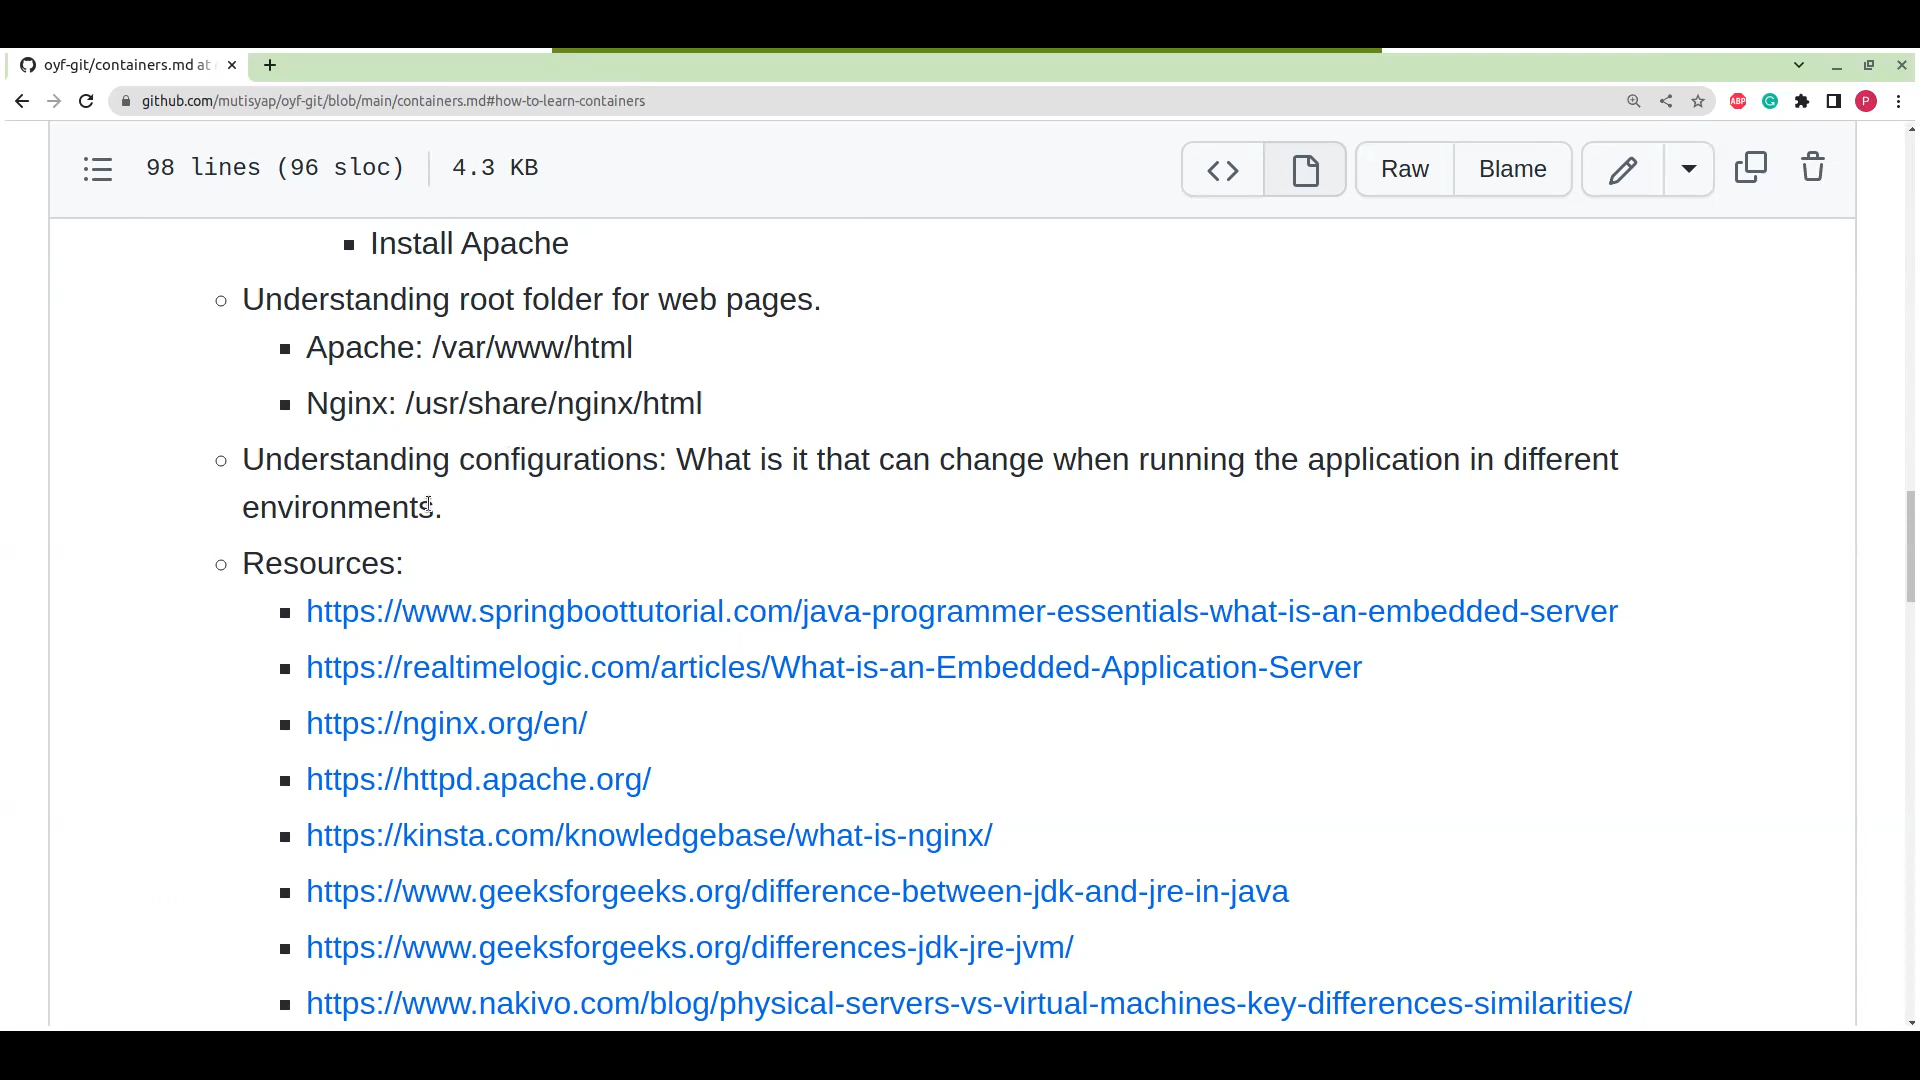 oyf-git/containers.md at
github.com/mutisyap/oyf-git/blob/main/containers.md#how-to-learn-containers
ABP
P
98 lines (96 sloc) 4.3 KB
Raw
Blame
Install Apache
Understanding root folder for web pages.
Apache: /var/www/html
Nginx: /usr/share/nginx/html
Understanding configurations: What is it that can change when running the application in different
environments.
Resources:
https://www.springboottutorial.com/java-programmer-essentials-what-is-an-embedded-server
https://realtimelogic.com/articles/What-is-an-Embedded-Application-Server
https://nginx.org/en/
https://httpd.apache.org/
https://kinsta.com/knowledgebase/what-is-nginx/
https://www.geeksforgeeks.org/difference-between-jdk-and-jre-in-java
https://www.geeksforgeeks.org/differences-jdk-jre-jvm/
https://www.nakivo.com/blog/physical-servers-vs-virtual-machines-key-differences-similarities/